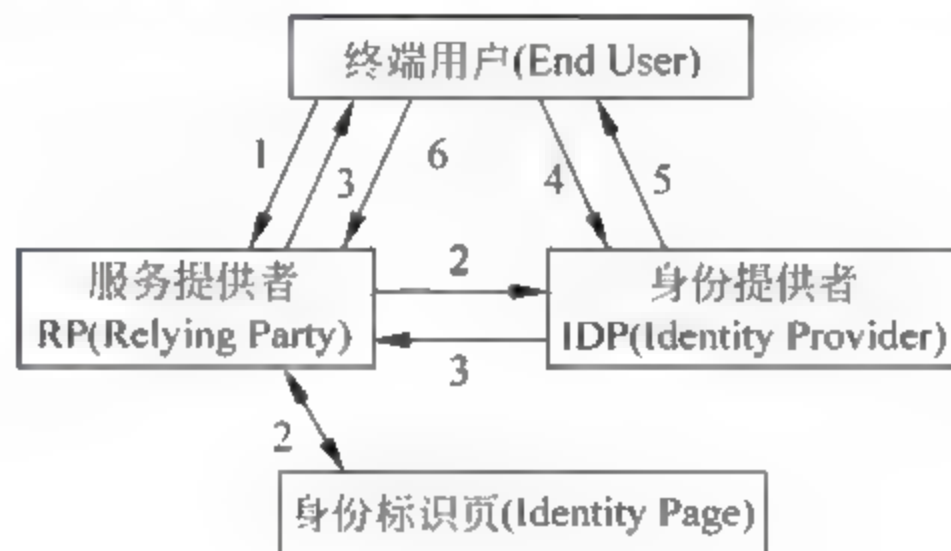 终端用户(End User)
1
3
6
4
5
服务提供者
RP(Relying Party)
2
身份提供者
IDP(Identity Provider)
3
2
身份标识页(Identity Page)